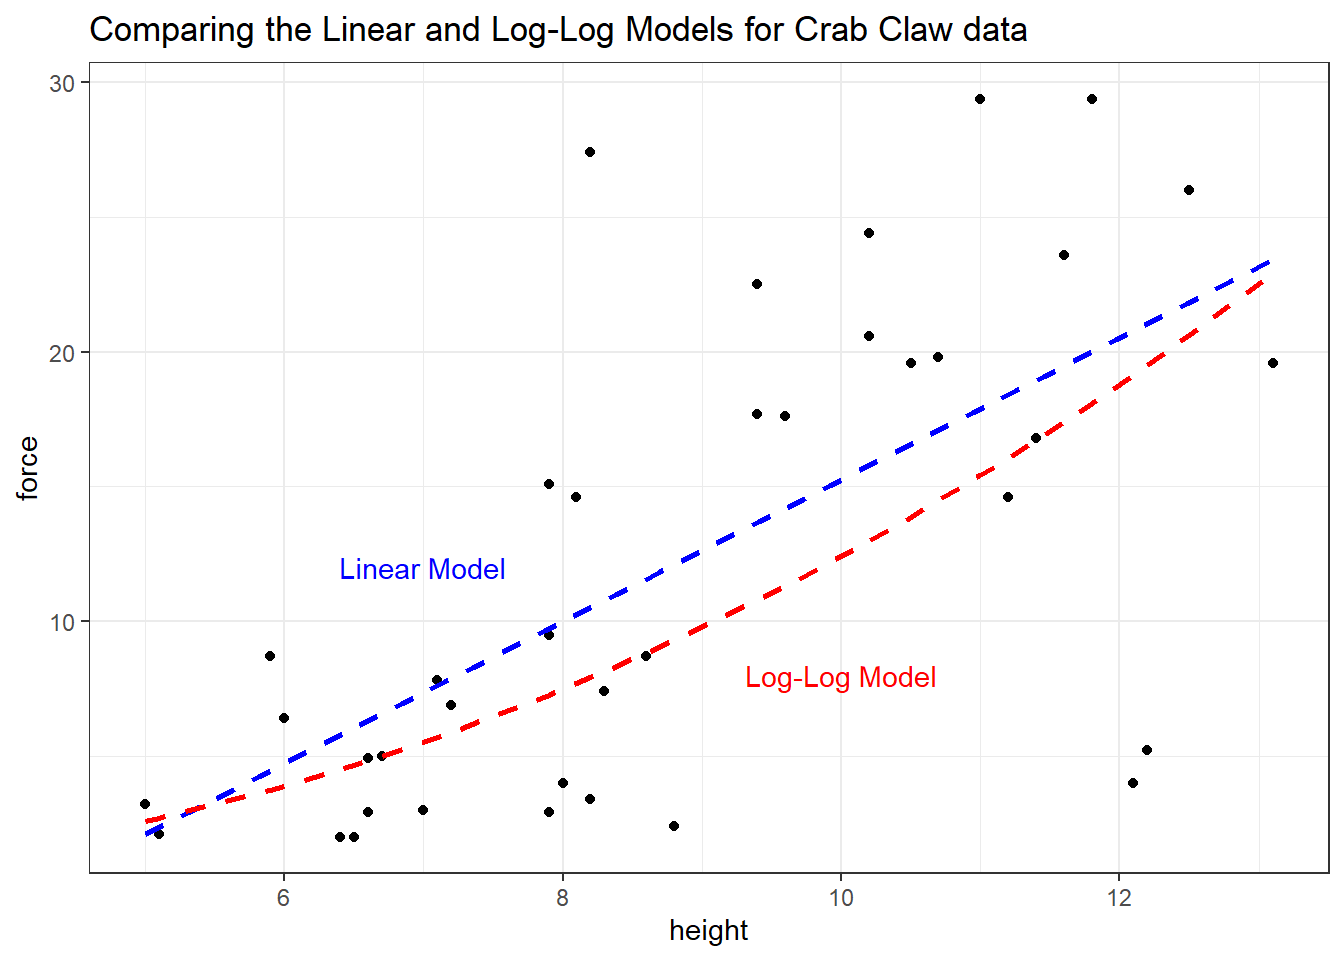 Comparing the Linear and Log-Log Models for Crab Claw data
30
20
10
force
Linear Model
Log-Log Model
6 8 10 12
height